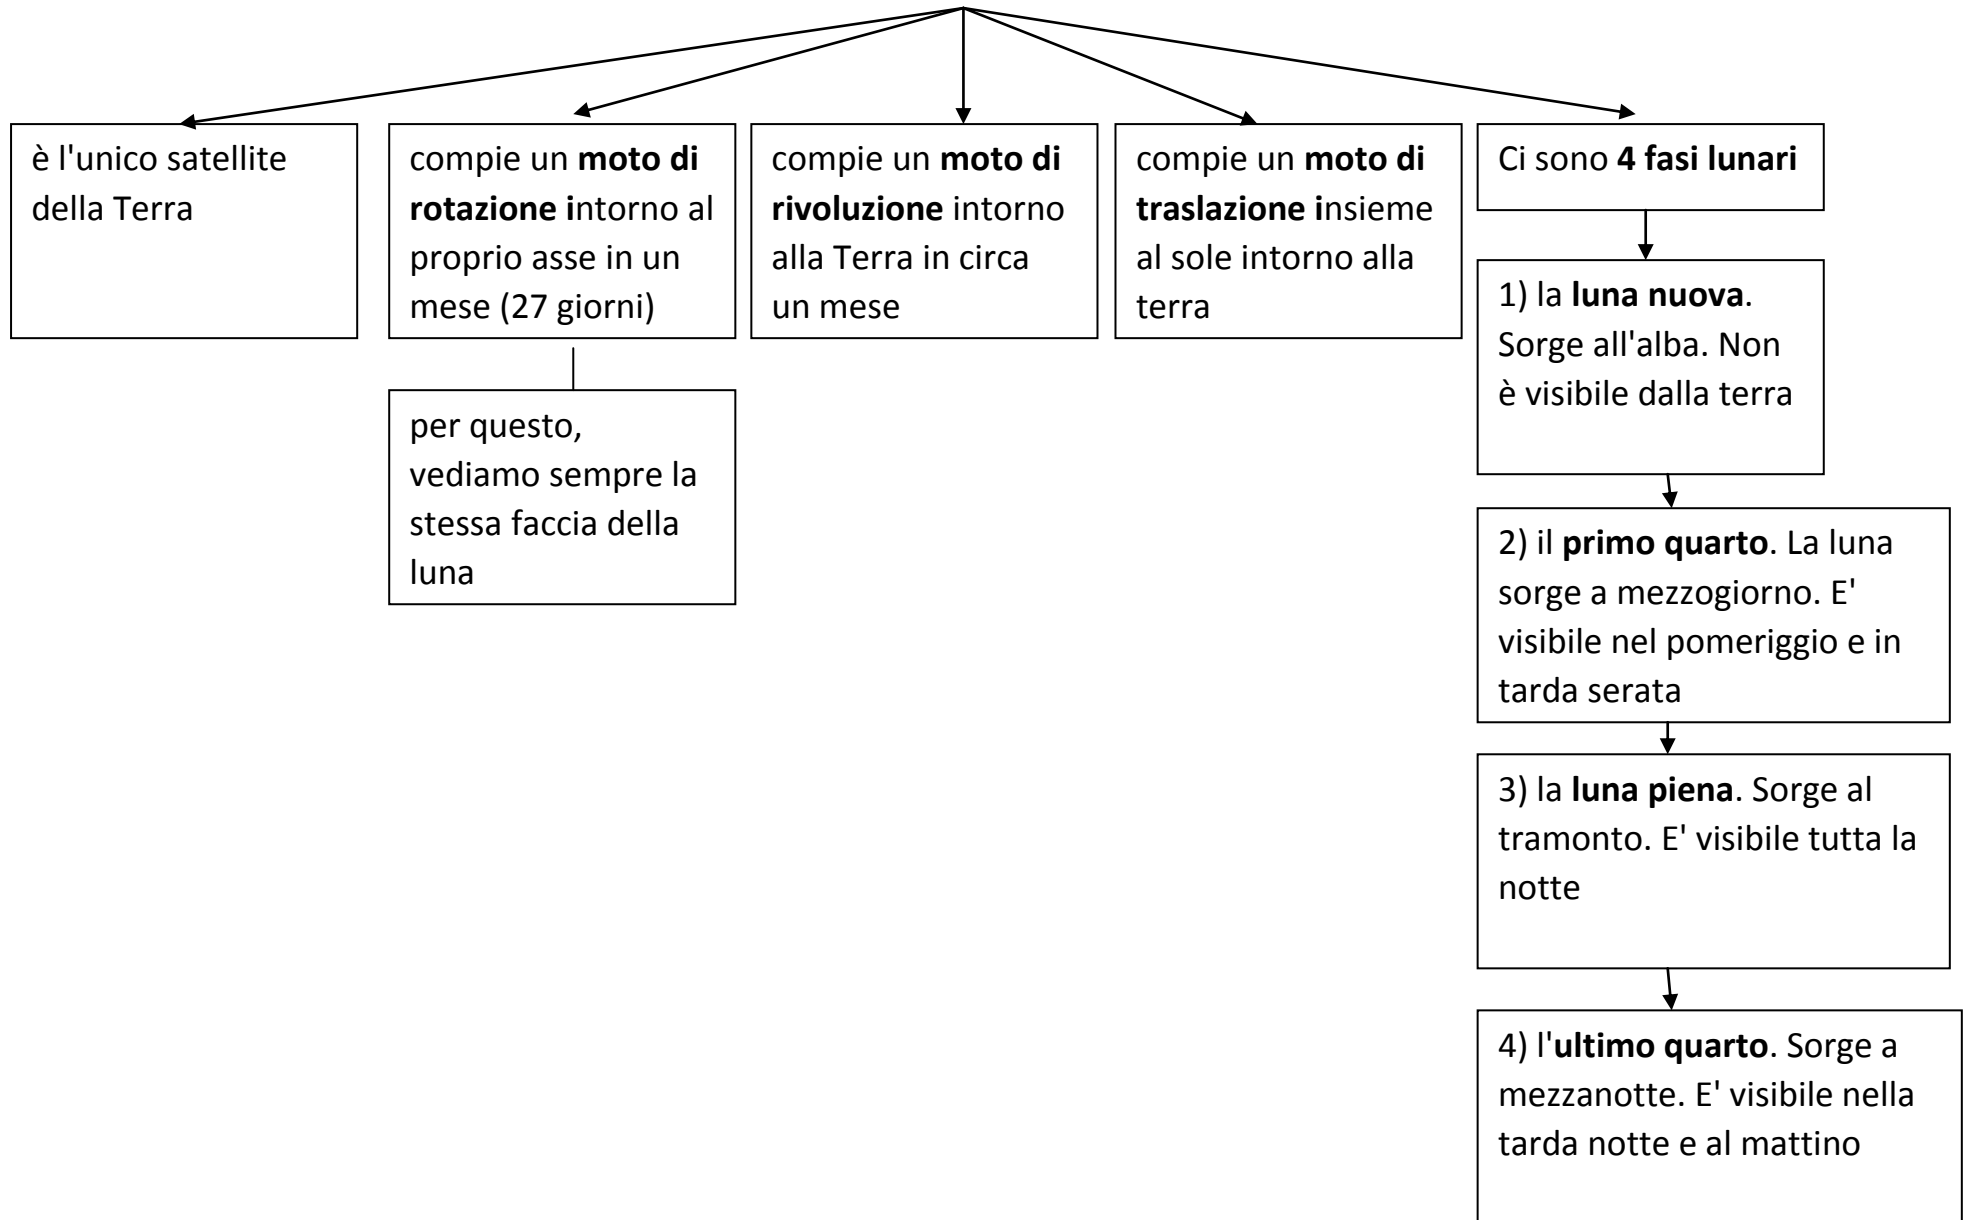 è l'unico satellite
della Terra
compie un moto di
rotazione intorno al
proprio asse in un
mese (27 giorni)
per questo,
vediamo sempre la
stessa faccia della
luna
compie un moto di
rivoluzione intorno
alla Terra in circa
un mese
compie un moto di
traslazione insieme
al sole intorno alla
terra
Ci sono 4 fasi lunari
1) la luna nuova.
Sorge all'alba. Non
è visibile dalla terra
2) il primo quarto. La luna
sorge a mezzogiorno. E'
visibile nel pomeriggio e in
tarda serata
3) la luna piena. Sorge al
tramonto. E' visibile tutta la
notte
4) l'ultimo quarto. Sorge a
mezzanotte. E' visibile nella
tarda notte e al mattino